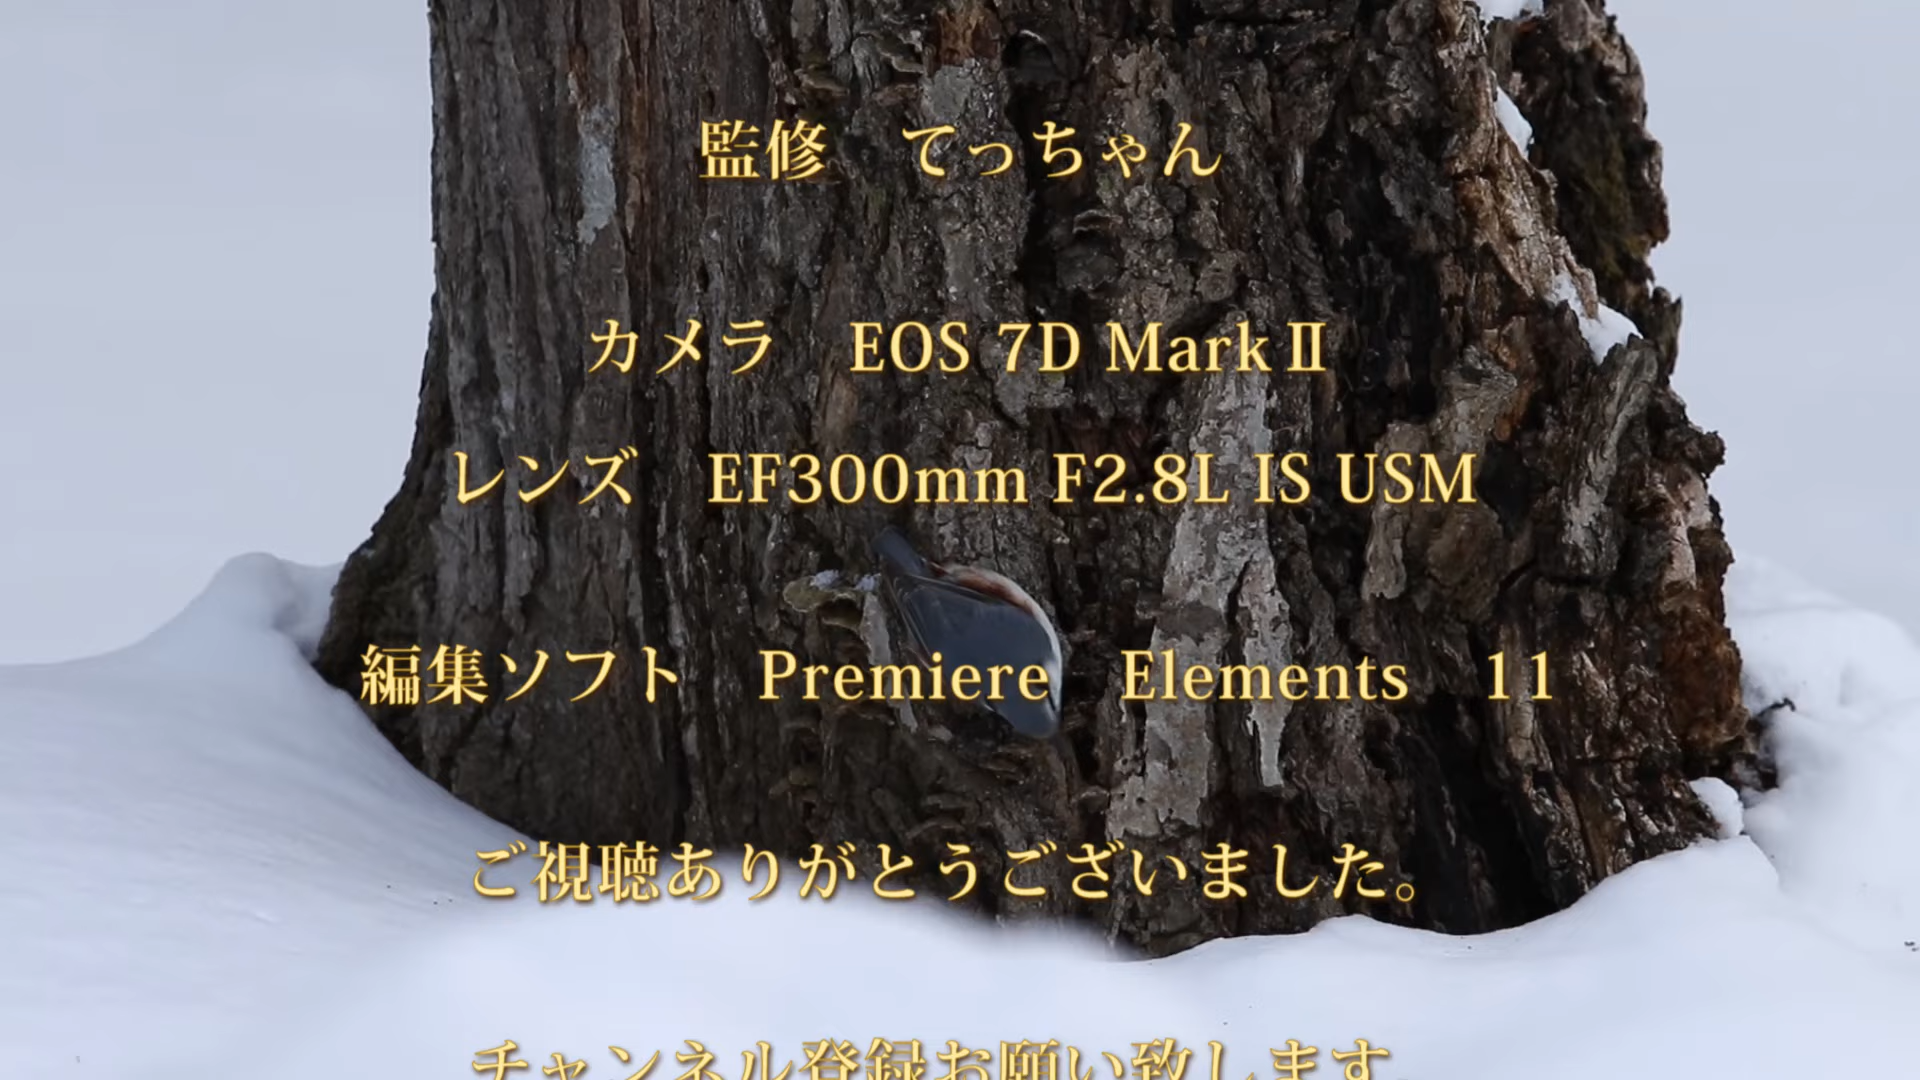 監修　てっちゃん
カメラ　EOS 7D MarkⅡ
レンズ　EF300mm F2.8L IS USM
編集ソフト　Premiere　Elements　11
ご視聴ありがとうございました。
チャンネル登録お願い致します